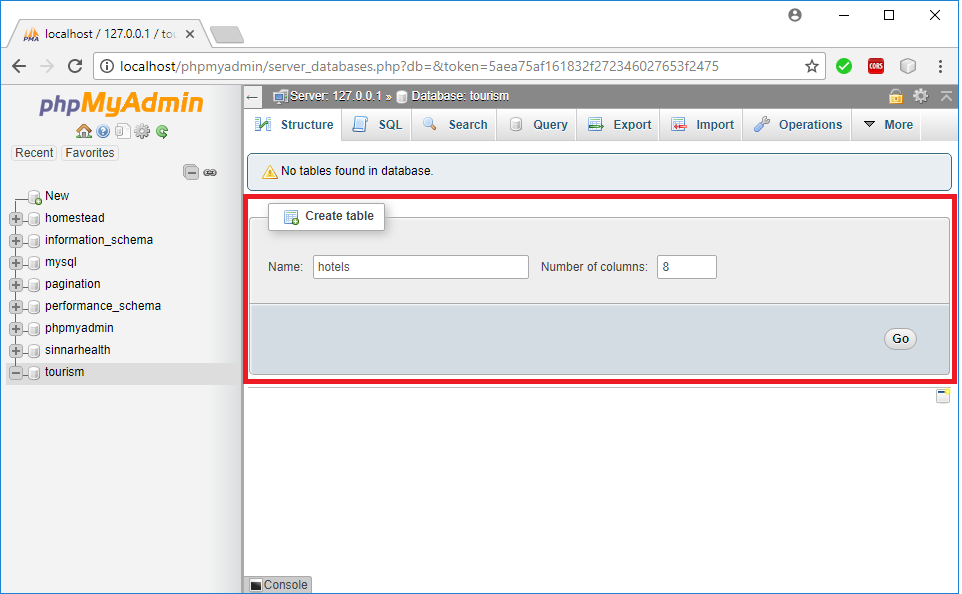 localhost / 127.0.0.1 / tou
localhost/phpmyadmin/server_databases.php?db=&token=5aea75af161832f272346027653f2475
CORS
phpMyAdmin
Recent Favorites
New
homestead
information_schema
mysql
pagination
performance_schema
phpmyadmin
sinnarhealth
tourism
Server: 127.0.0.1 » Database: tourism
Structure SQL Search Query Export Import Operations More
No tables found in database.
Create table
Name: hotels Number of columns: 8
Go
Console